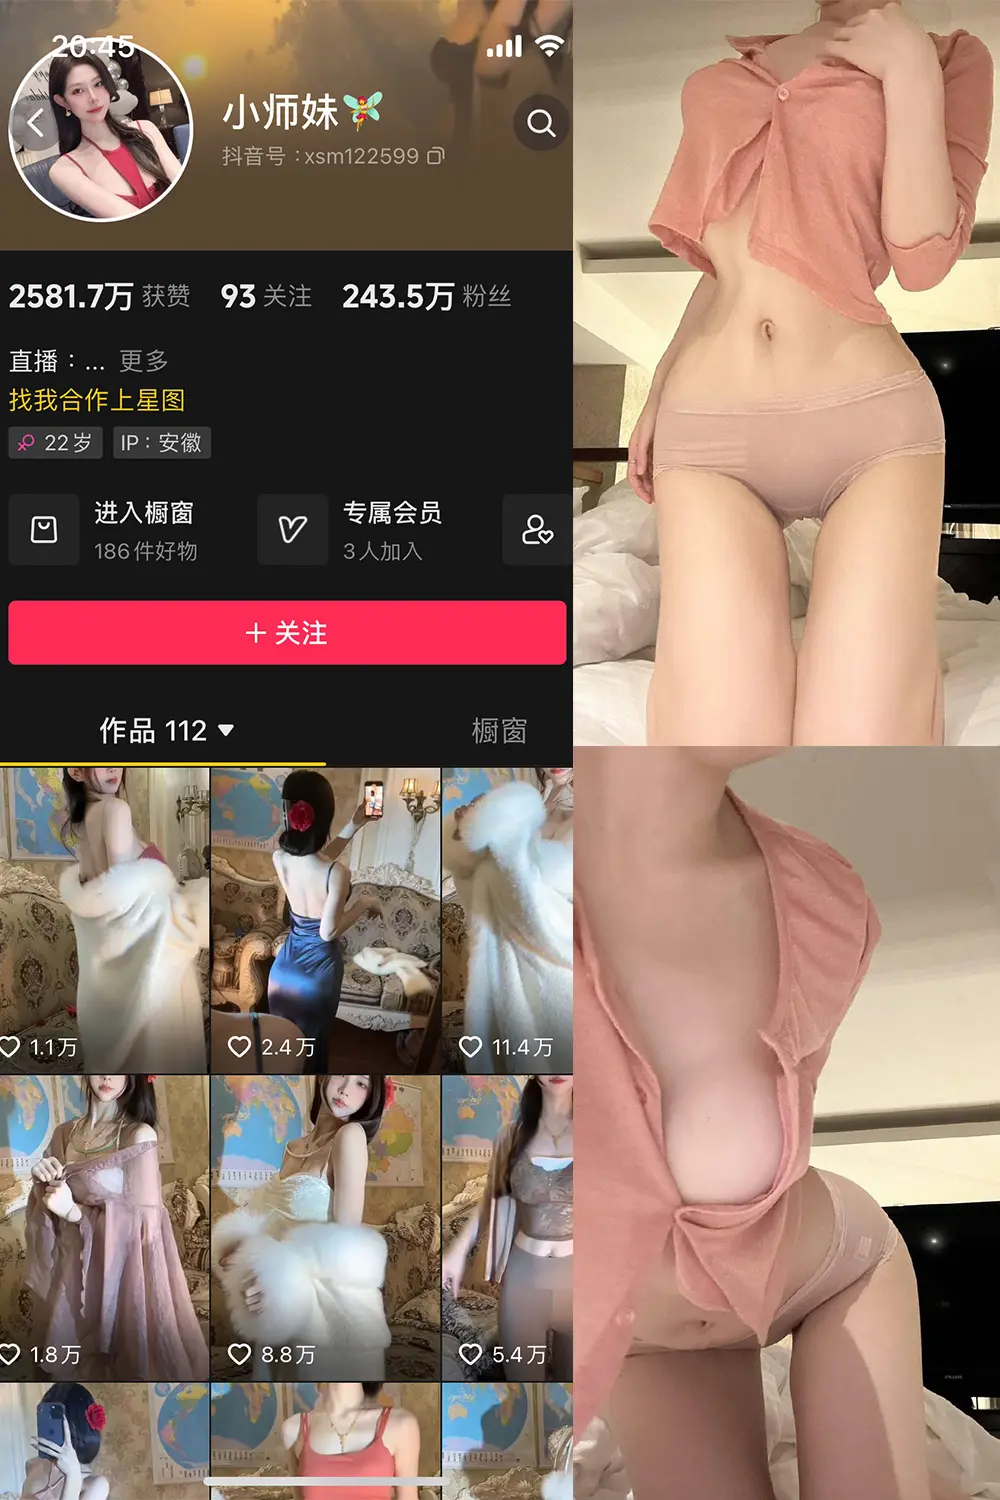 20:45
小师妹
抖音号：xsm122599
2581.7万 获赞 93 关注 243.5万 粉丝
直播：... 更多
找我合作上星图
22岁 IP：安徽
进入橱窗
186件好物
专属会员
3人加入
+ 关注
作品 112
橱窗
1.1万
2.4万
11.4万
1.8万
8.8万
5.4万